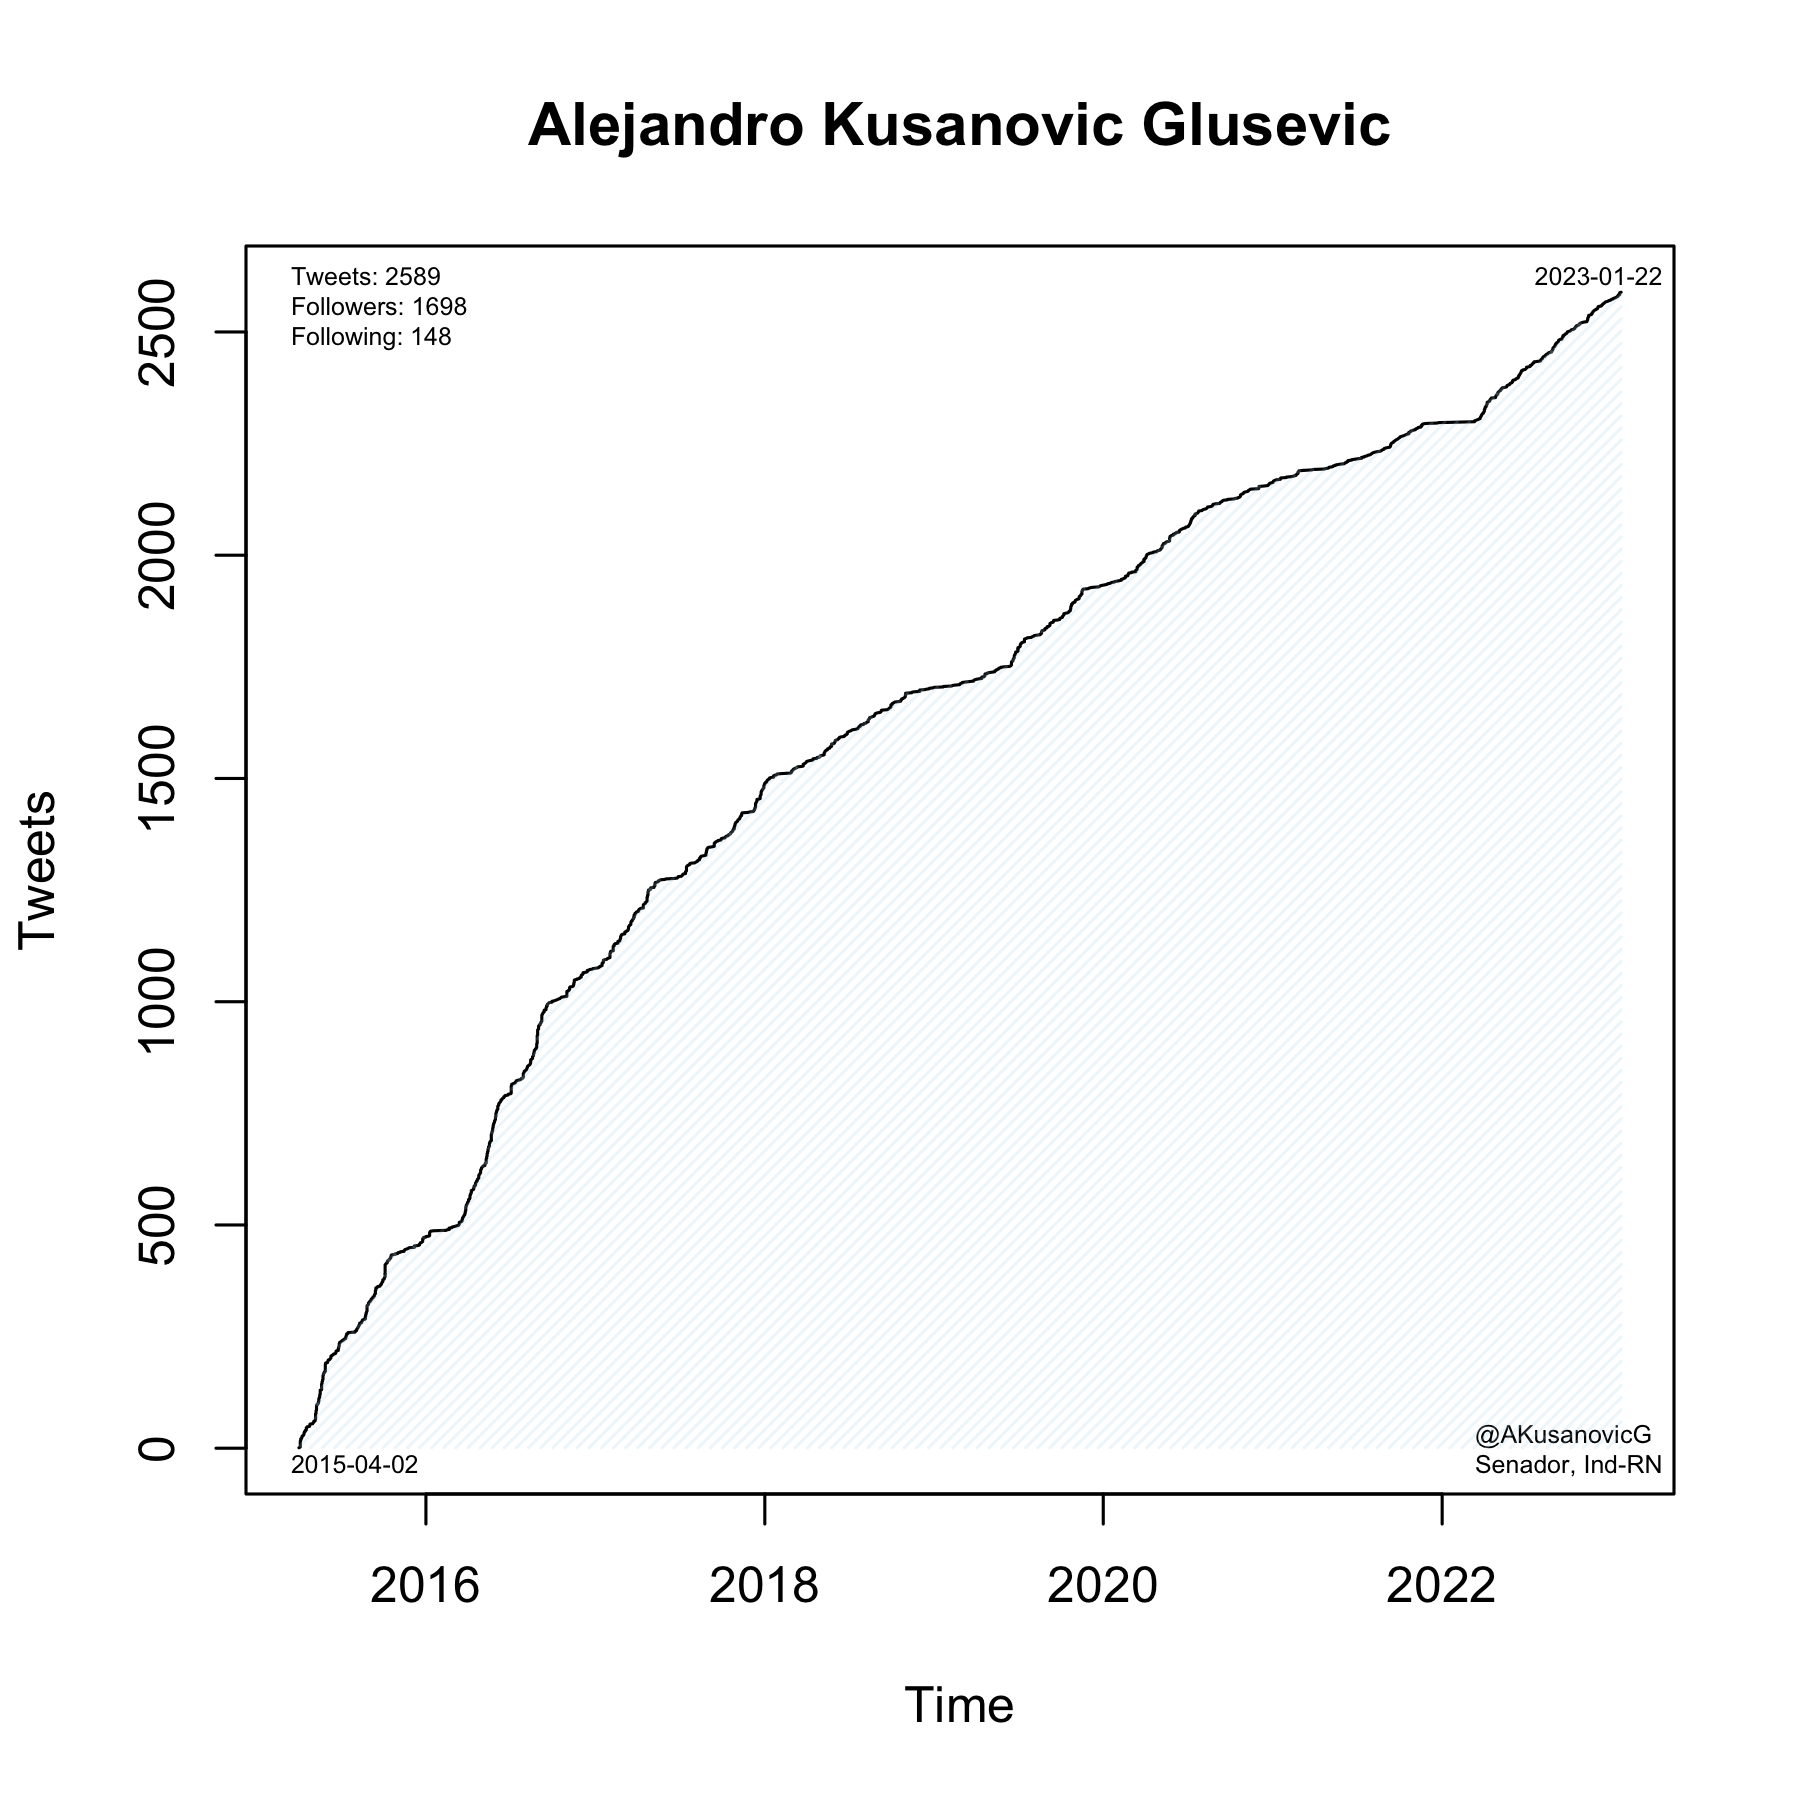 Alejandro Kusanovic Glusevic
Tweets: 2589
Followers: 1698
Following: 148
2023-01-22
2500
2000
1500
1000
500
0
Tweets
@AKusanovicG
Senador, Ind-RN
2015-04-02
2016
2018
2020
2022
Time